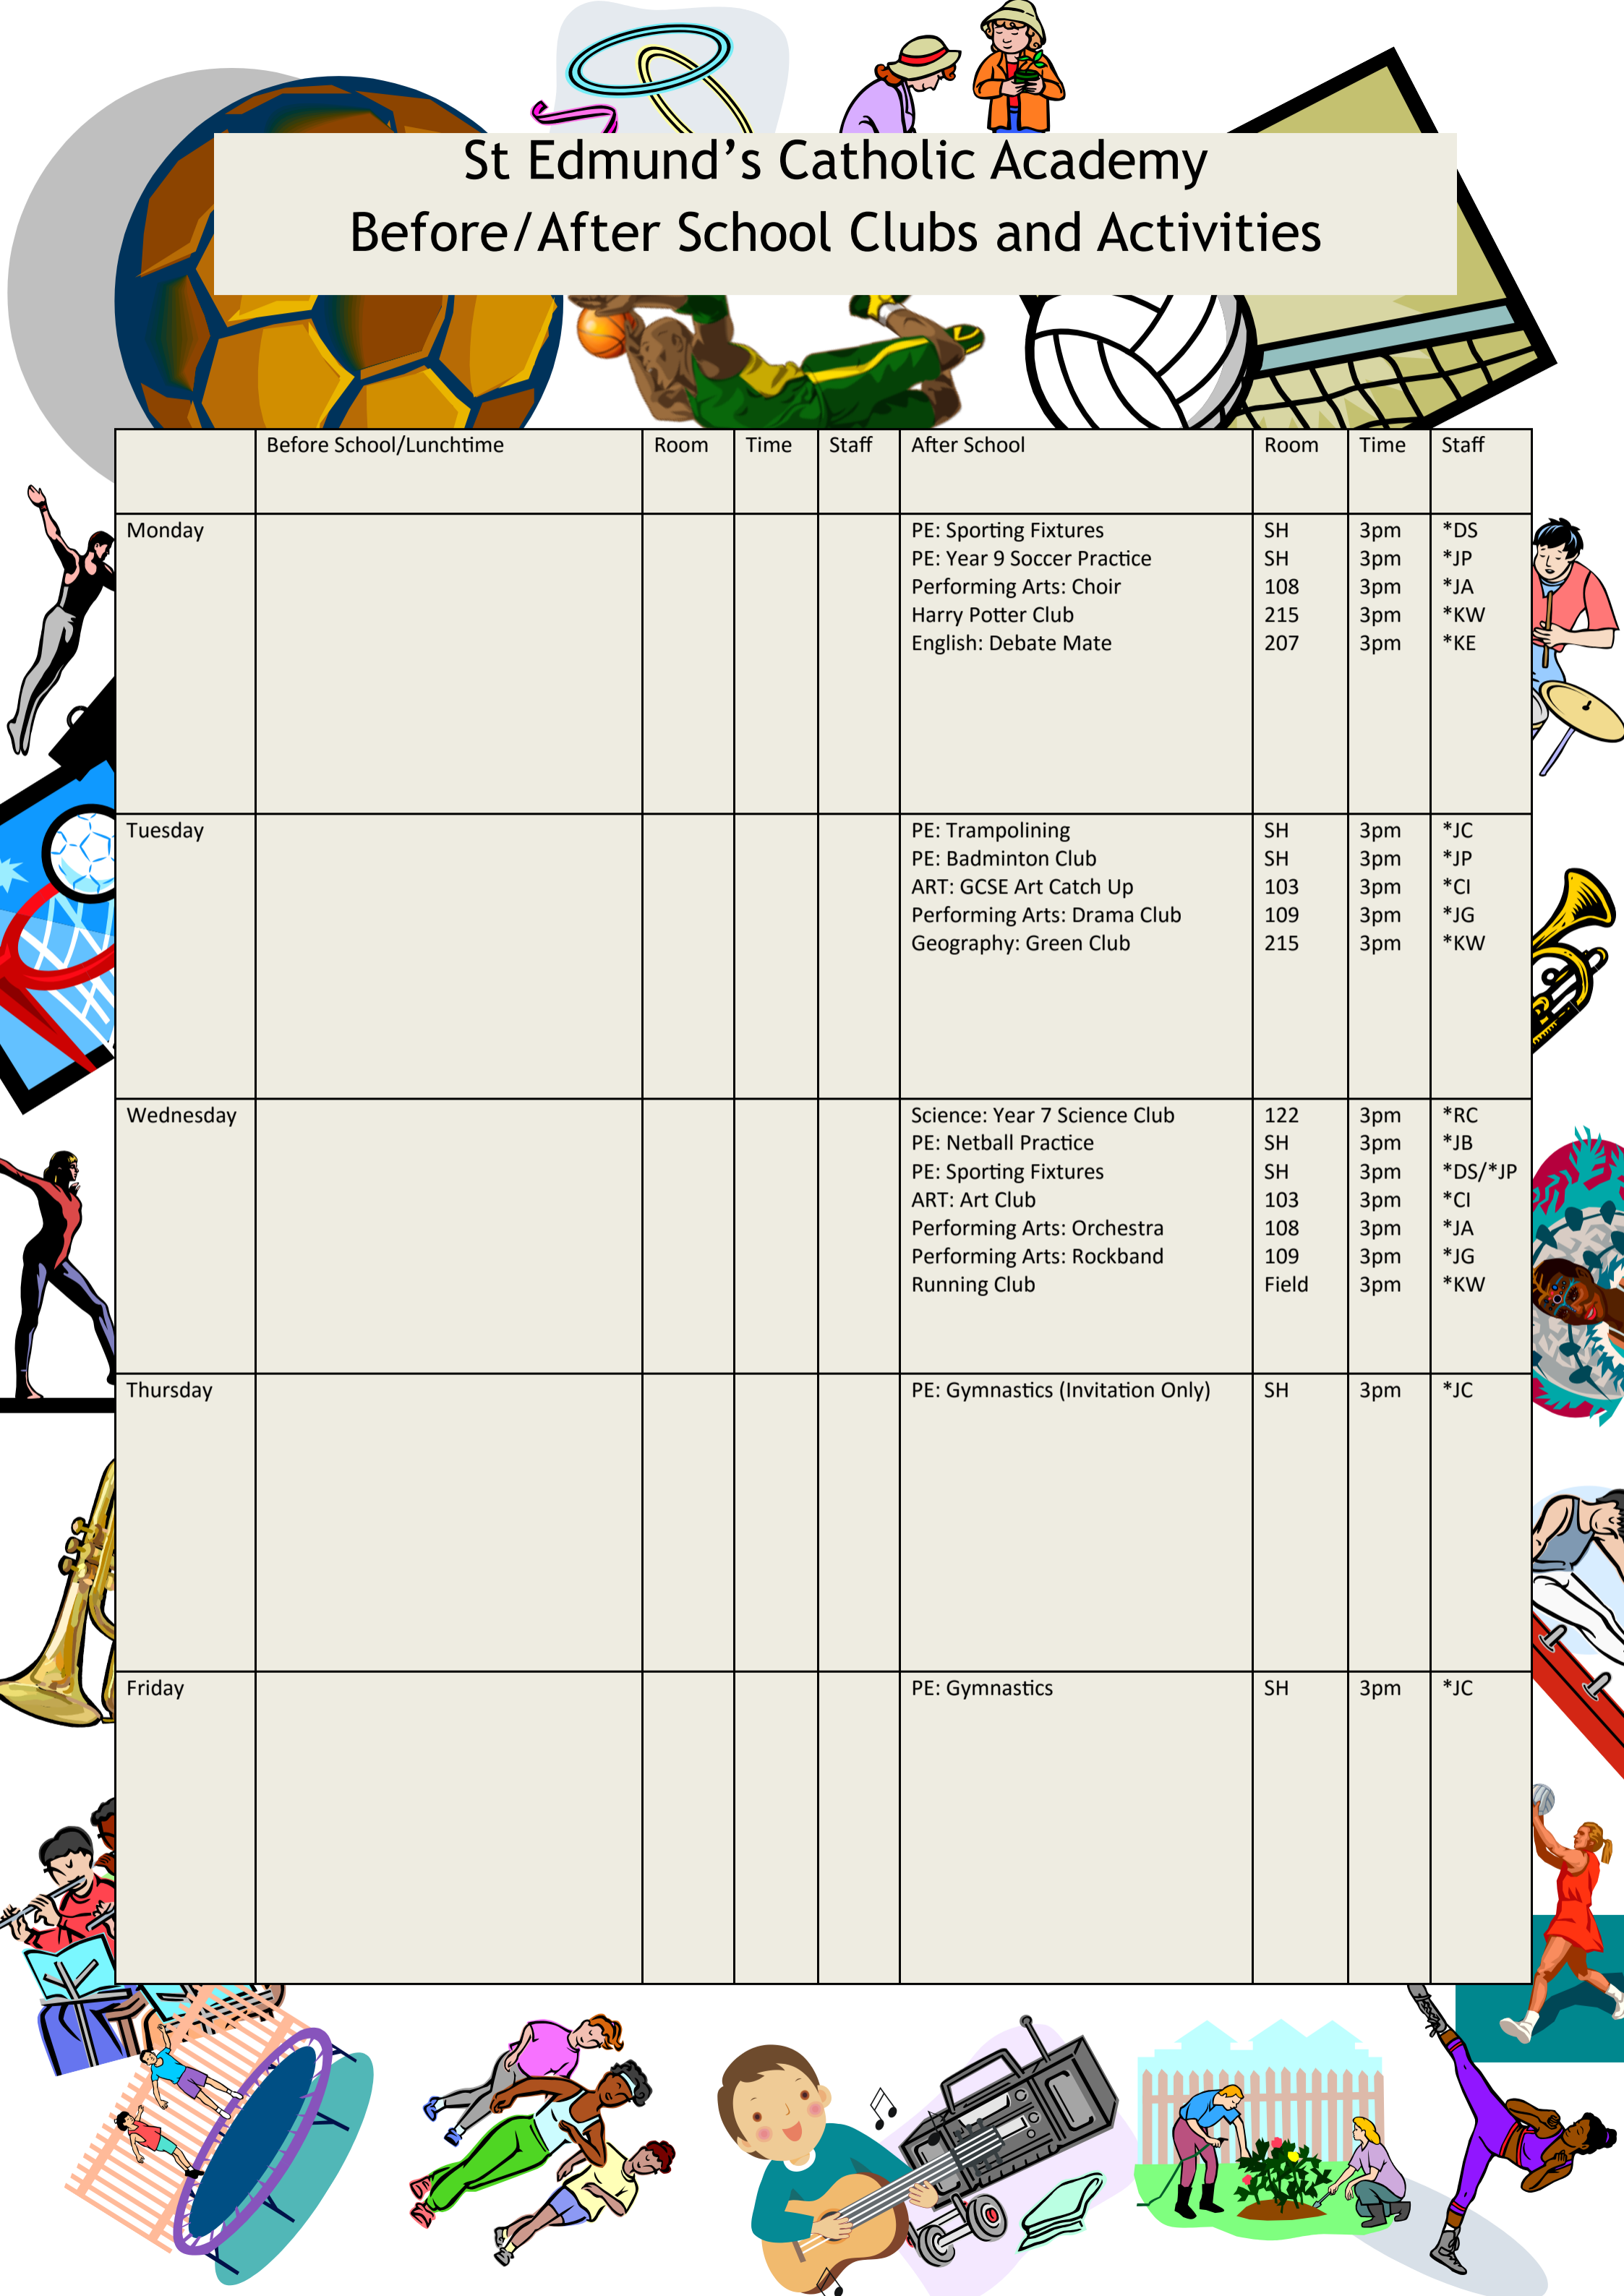 St Edmund’s Catholic Academy
Before/After School Clubs and Activities
Before School/Lunchtime Room Time Staff After School Room Time Staff
Monday PE: Sporting Fixtures SH 3pm *DS
PE: Year 9 Soccer Practice SH 3pm *JP
Performing Arts: Choir 108 3pm *JA
Harry Potter Club 215 3pm *KW
English: Debate Mate 207 3pm *KE
Tuesday PE: Trampolining SH 3pm *JC
PE: Badminton Club SH 3pm *JP
ART: GCSE Art Catch Up 103 3pm *CI
Performing Arts: Drama Club 109 3pm *JG
Geography: Green Club 215 3pm *KW
Wednesday Science: Year 7 Science Club 122 3pm *RC
PE: Netball Practice SH 3pm *JB
PE: Sporting Fixtures SH 3pm *DS/*JP
ART: Art Club 103 3pm *CI
Performing Arts: Orchestra 108 3pm *JA
Performing Arts: Rockband 109 3pm *JG
Running Club Field 3pm *KW
Thursday PE: Gymnastics (Invitation Only) SH 3pm *JC
Friday PE: Gymnastics SH 3pm *JC